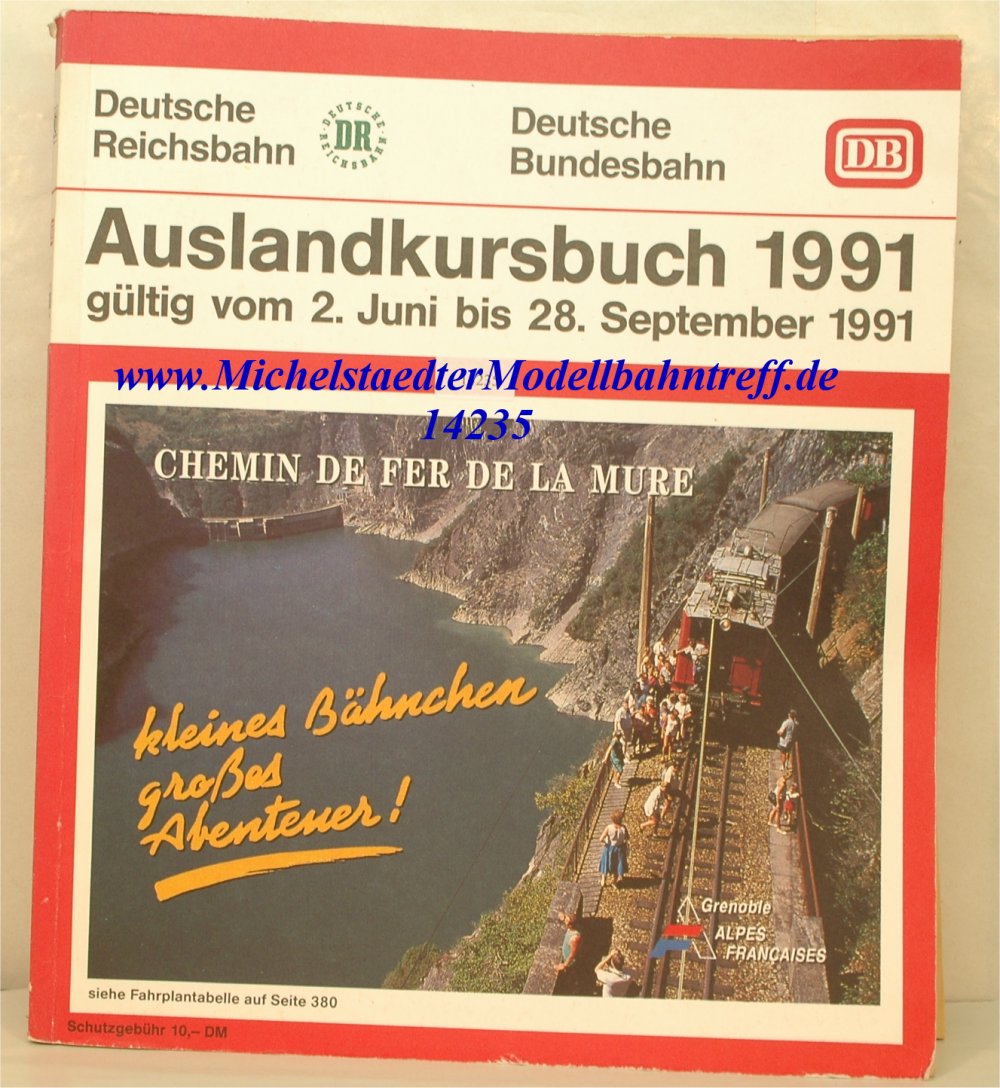 Deutsche
Reichsbahn
DEUTSCHE REICHSBAHN
DR
Deutsche
Bundesbahn
DB
Auslandkursbuch 1991
gültig vom 2. Juni bis 28. September 1991
www.MichelstaedterModellbahntreff.de
14235
CHEMIN DE FER DE LA MURE
kleines Bähnchen
großes
Abenteuer!
Grenoble
ALPES
FRANÇAISES
siehe Fahrplantabelle auf Seite 380
Schutzgebühr 10,– DM